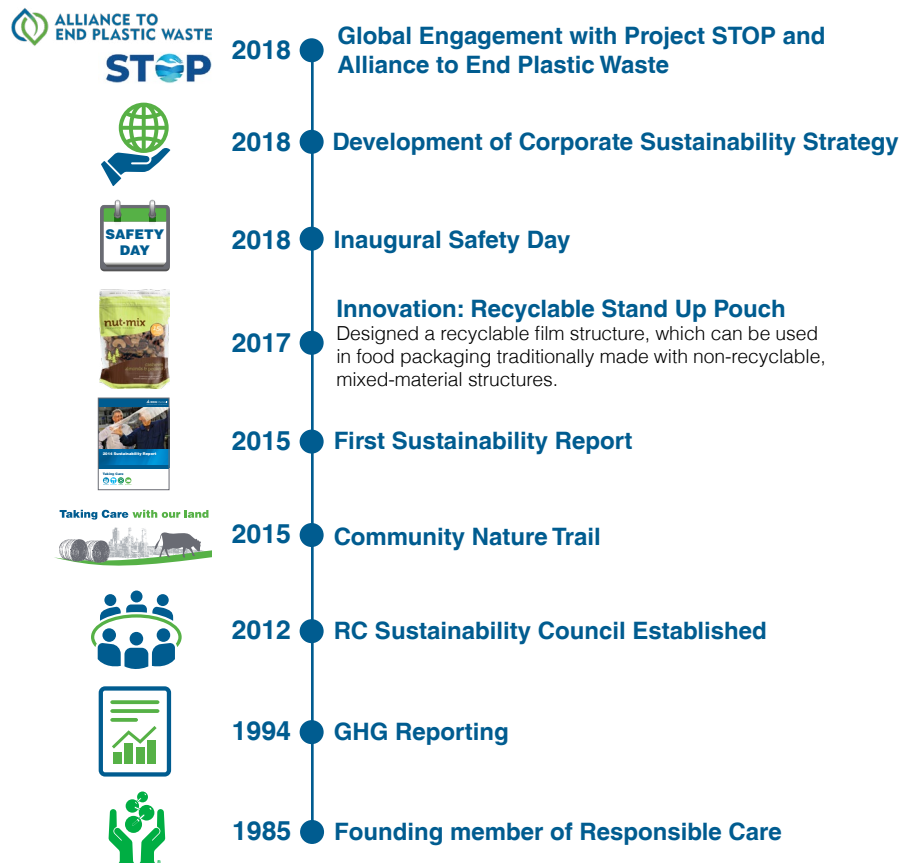 ALLIANCE TO
END PLASTIC WASTE
STOP
2018
Global Engagement with Project STOP and
Alliance to End Plastic Waste
2018
Development of Corporate Sustainability Strategy
SAFETY
DAY
2018
Inaugural Safety Day
nut•mix
2017
Innovation: Recyclable Stand Up Pouch
Designed a recyclable film structure, which can be used
in food packaging traditionally made with non-recyclable,
mixed-material structures.
2014 Sustainability Report
Taking Care
2015
First Sustainability Report
Taking Care with our land
2015
Community Nature Trail
2012
RC Sustainability Council Established
1994
GHG Reporting
1985
Founding member of Responsible Care